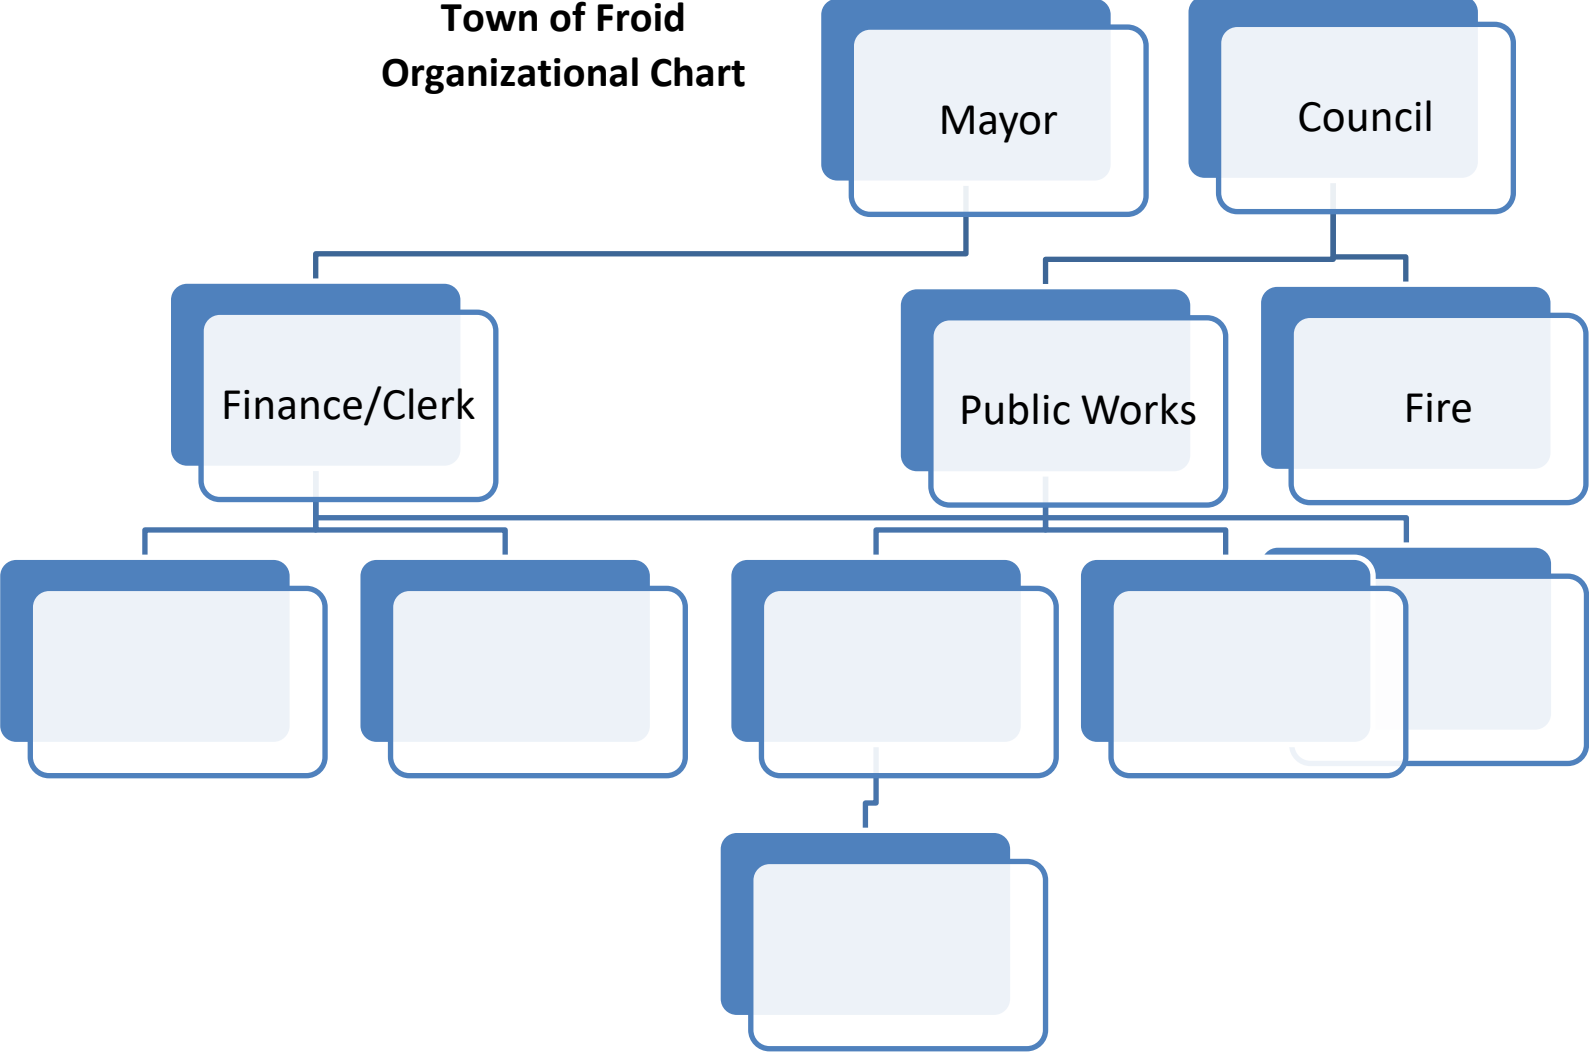 Town of Froid
Organizational Chart
Mayor
Council
Finance/Clerk
Public Works
Fire